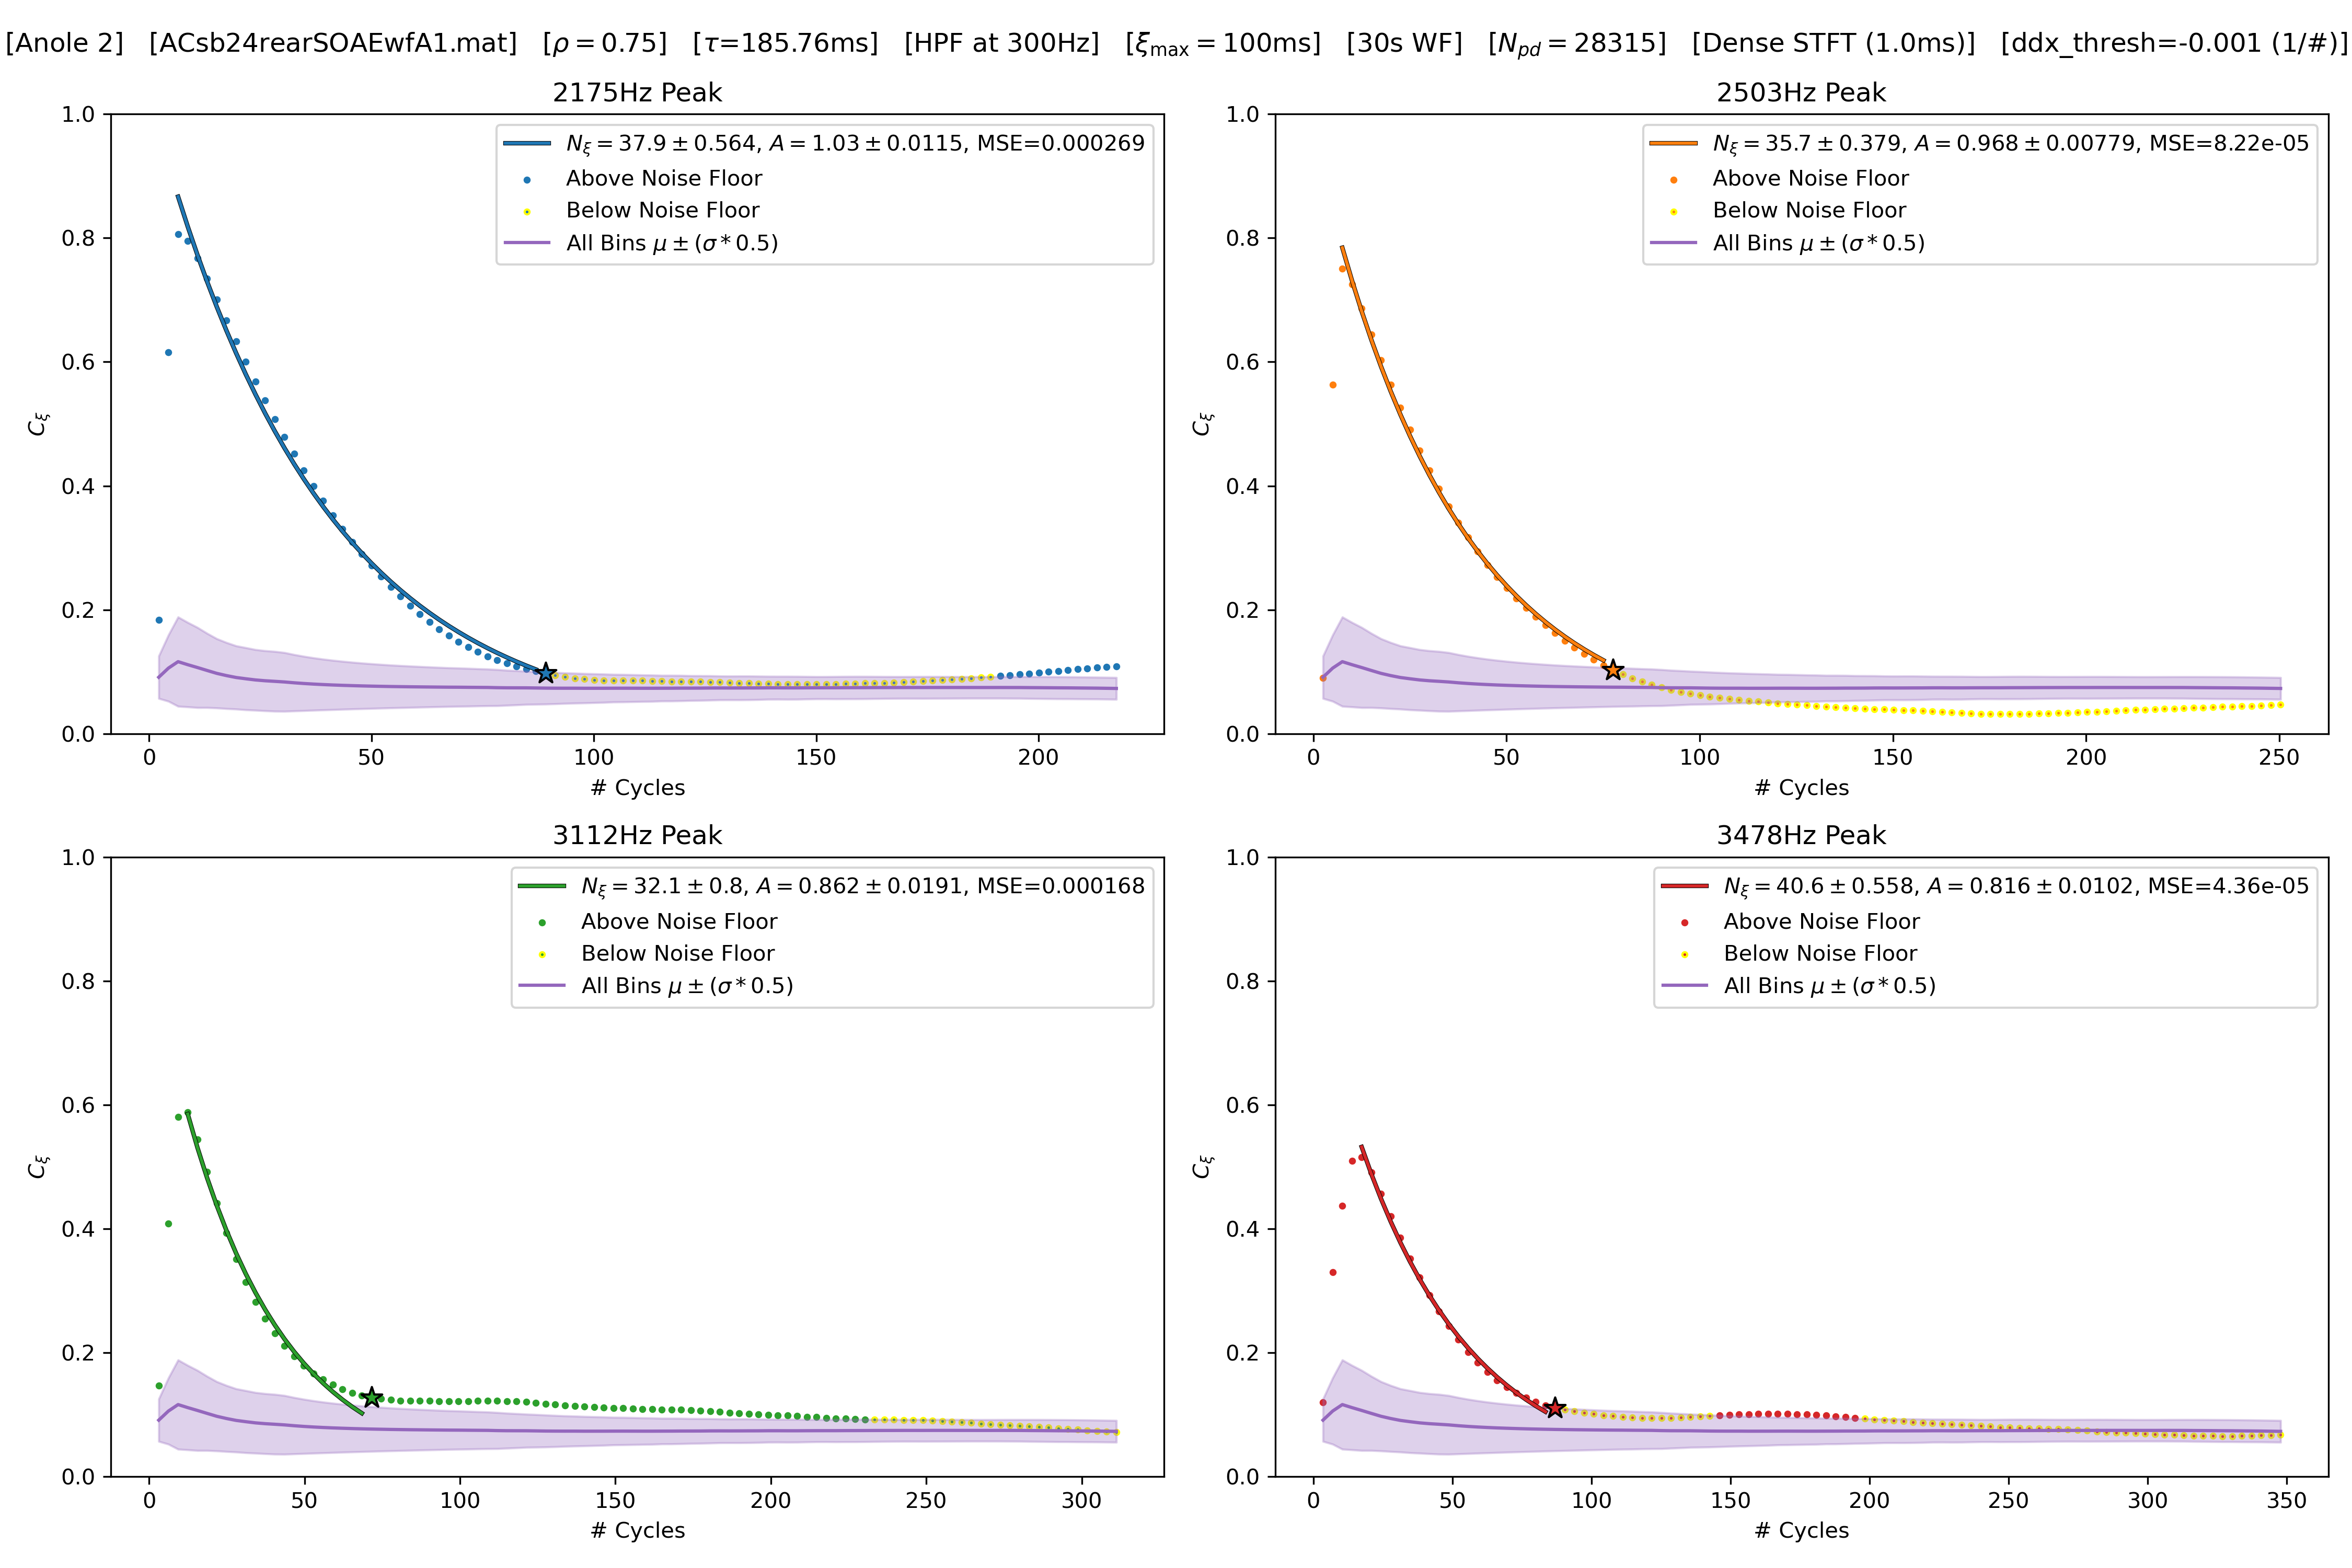 [Anole 2] [ACsb24rearSOAEwfA1.mat] [ρ = 0.75] [τ=185.76ms] [HPF at 300Hz] [ξmax = 100ms] [30s WF] [Npd = 28315] [Dense STFT (1.0ms)] [ddx_thresh=-0.001 (1/#)]
2175Hz Peak
1.0
0.8
0.6
0.4
0.2
0.0
Cξ
Nξ = 37.9 ± 0.564, A = 1.03 ± 0.0115, MSE=0.000269
Above Noise Floor
Below Noise Floor
All Bins μ ± (σ * 0.5)
0 50 100 150 200
# Cycles
2503Hz Peak
1.0
0.8
0.6
0.4
0.2
0.0
Cξ
Nξ = 35.7 ± 0.379, A = 0.968 ± 0.00779, MSE=8.22e-05
Above Noise Floor
Below Noise Floor
All Bins μ ± (σ * 0.5)
0 50 100 150 200 250
# Cycles
3112Hz Peak
1.0
0.8
0.6
0.4
0.2
0.0
Cξ
Nξ = 32.1 ± 0.8, A = 0.862 ± 0.0191, MSE=0.000168
Above Noise Floor
Below Noise Floor
All Bins μ ± (σ * 0.5)
0 50 100 150 200 250 300
# Cycles
3478Hz Peak
1.0
0.8
0.6
0.4
0.2
0.0
Cξ
Nξ = 40.6 ± 0.558, A = 0.816 ± 0.0102, MSE=4.36e-05
Above Noise Floor
Below Noise Floor
All Bins μ ± (σ * 0.5)
0 50 100 150 200 250 300 350
# Cycles